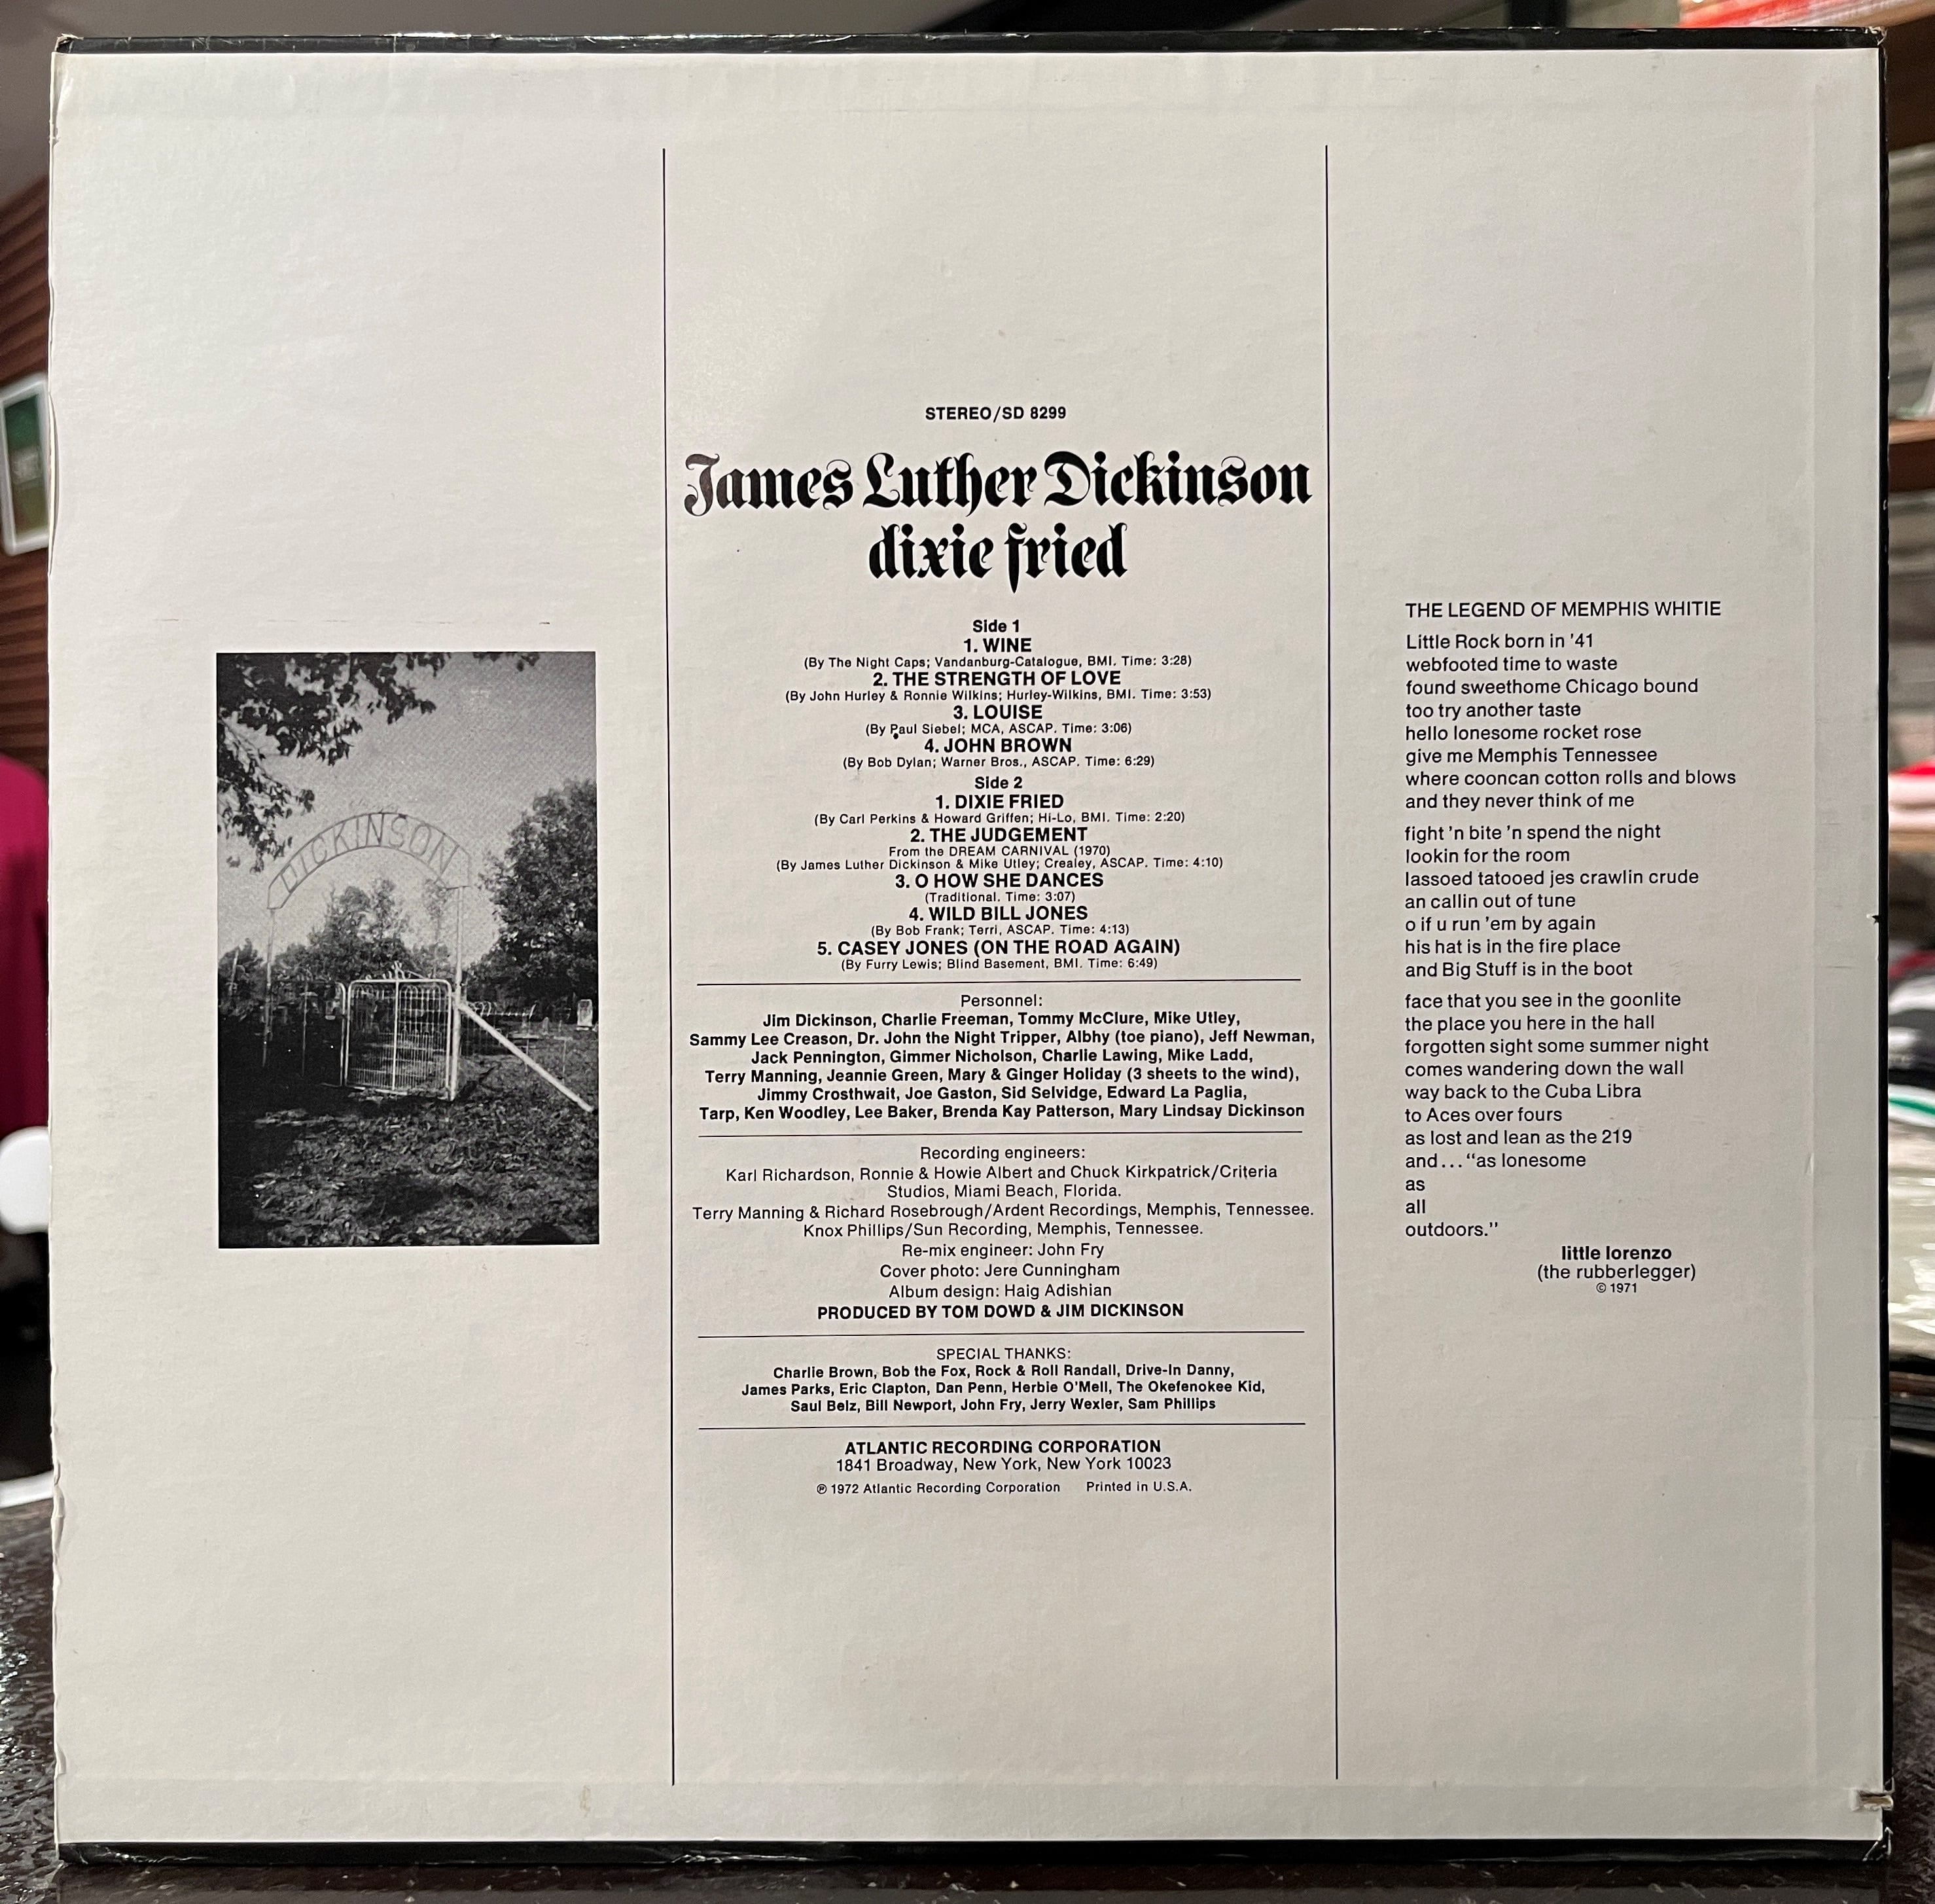 DICKINSON
STEREO/SD 8299
James Luther Dickinson
dixie fried
Side 1
1. WINE
(By The Night Caps; Vandanburg-Catalogue, BMI. Time: 3:28)
2. THE STRENGTH OF LOVE
(By John Hurley & Ronnie Wilkins; Hurley-Wilkins, BMI. Time: 3:53)
3. LOUISE
(By Paul Siebel; MCA, ASCAP. Time: 3:06)
4. JOHN BROWN
(By Bob Dylan; Warner Bros., ASCAP. Time: 6:29)
Side 2
1. DIXIE FRIED
(By Carl Perkins & Howard Griffen; Hi-Lo, BMI. Time: 2:20)
2. THE JUDGEMENT
From the DREAM CARNIVAL (1970)
(By James Luther Dickinson & Mike Utley; Crealey, ASCAP. Time: 4:10)
3. O HOW SHE DANCES
(Traditional. Time: 3:07)
4. WILD BILL JONES
(By Bob Frank; Terri, ASCAP. Time: 4:13)
5. CASEY JONES (ON THE ROAD AGAIN)
(By Furry Lewis; Blind Basement, BMI. Time: 6:49)
Personnel:
Jim Dickinson, Charlie Freeman, Tommy McClure, Mike Utley,
Sammy Lee Creason, Dr. John the Night Tripper, Albhy (toe piano), Jeff Newman,
Jack Pennington, Gimmer Nicholson, Charlie Lawing, Mike Ladd,
Terry Manning, Jeannie Green, Mary & Ginger Holiday (3 sheets to the wind),
Jimmy Crosthwait, Joe Gaston, Sid Selvidge, Edward La Paglia,
Tarp, Ken Woodley, Lee Baker, Brenda Kay Patterson, Mary Lindsay Dickinson
Recording engineers:
Karl Richardson, Ronnie & Howie Albert and Chuck Kirkpatrick/Criteria
Studios, Miami Beach, Florida.
Terry Manning & Richard Rosebrough/Ardent Recordings, Memphis, Tennessee.
Knox Phillips/Sun Recording, Memphis, Tennessee.
Re-mix engineer: John Fry
Cover photo: Jere Cunningham
Album design: Haig Adishian
PRODUCED BY TOM DOWD & JIM DICKINSON
SPECIAL THANKS:
Charlie Brown, Bob the Fox, Rock & Roll Randall, Drive-In Danny,
James Parks, Eric Clapton, Dan Penn, Herbie O'Mell, The Okefenokee Kid,
Saul Belz, Bill Newport, John Fry, Jerry Wexler, Sam Phillips
ATLANTIC RECORDING CORPORATION
1841 Broadway, New York, New York 10023
℗ 1972 Atlantic Recording Corporation Printed in U.S.A.
THE LEGEND OF MEMPHIS WHITIE
Little Rock born in '41
webfooted time to waste
found sweethome Chicago bound
too try another taste
hello lonesome rocket rose
give me Memphis Tennessee
where cooncan cotton rolls and blows
and they never think of me
fight 'n bite 'n spend the night
lookin for the room
lassoed tatooed jes crawlin crude
an callin out of tune
o if u run 'em by again
his hat is in the fire place
and Big Stuff is in the boot
face that you see in the goonlite
the place you here in the hall
forgotten sight some summer night
comes wandering down the wall
way back to the Cuba Libra
to Aces over fours
as lost and lean as the 219
and... "as lonesome
as
all
outdoors."
little lorenzo
(the rubberlegger)
© 1971